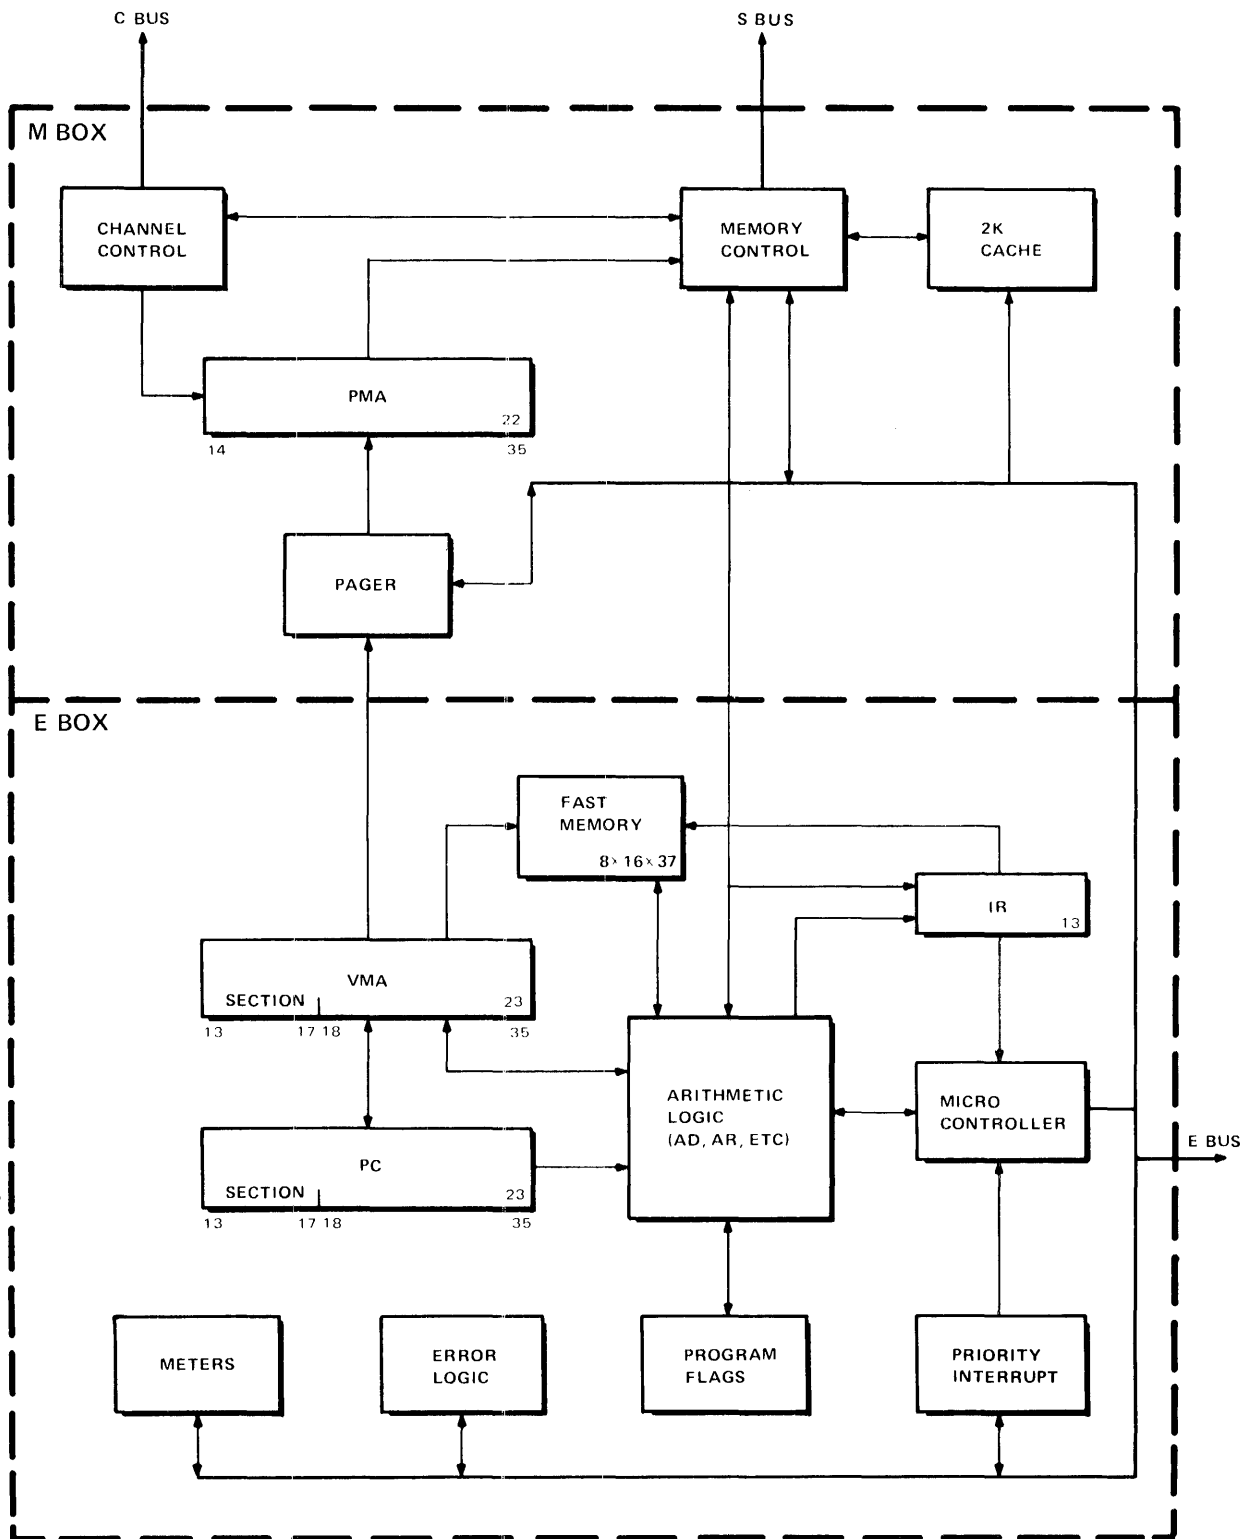 C BUS
S BUS
M BOX
CHANNEL
CONTROL
MEMORY
CONTROL
2K
CACHE
PMA
22
14
35
PAGER
E BOX
FAST
MEMORY
8× 16× 37
IR
13
VMA
SECTION
23
13
17 18
35
ARITHMETIC
LOGIC
(AD, AR, ETC)
MICRO
CONTROLLER
E BUS
PC
SECTION
23
13
17 18
35
METERS
ERROR
LOGIC
PROGRAM
FLAGS
PRIORITY
INTERRUPT